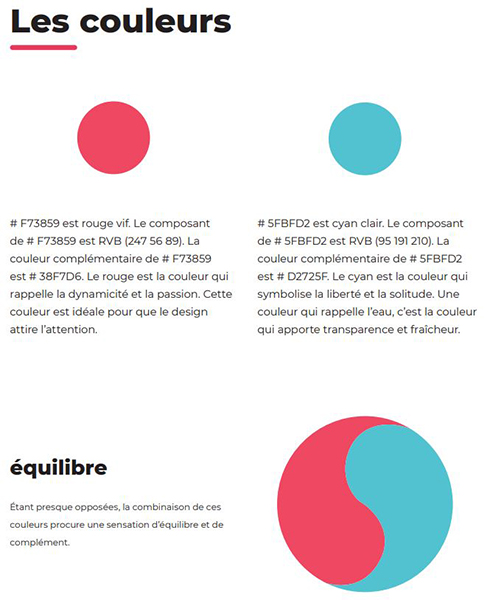 Les couleurs
# F73859 est rouge vif. Le composant
de # F73859 est RVB (247 56 89). La
couleur complémentaire de # F73859
est # 38F7D6. Le rouge est la couleur qui
rappelle la dynamicité et la passion. Cette
couleur est idéale pour que le design
attire l'attention.
# 5FBFD2 est cyan clair. Le composant
de # 5FBFD2 est RVB (95 191 210). La
couleur complémentaire de # 5FBFD2
est # D2725F. Le cyan est la couleur qui
symbolise la liberté et la solitude. Une
couleur qui rappelle l'eau, c'est la couleur
qui apporte transparence et fraîcheur.
équilibre
Étant presque opposées, la combinaison de ces
couleurs procure une sensation d'équilibre et de
complément.